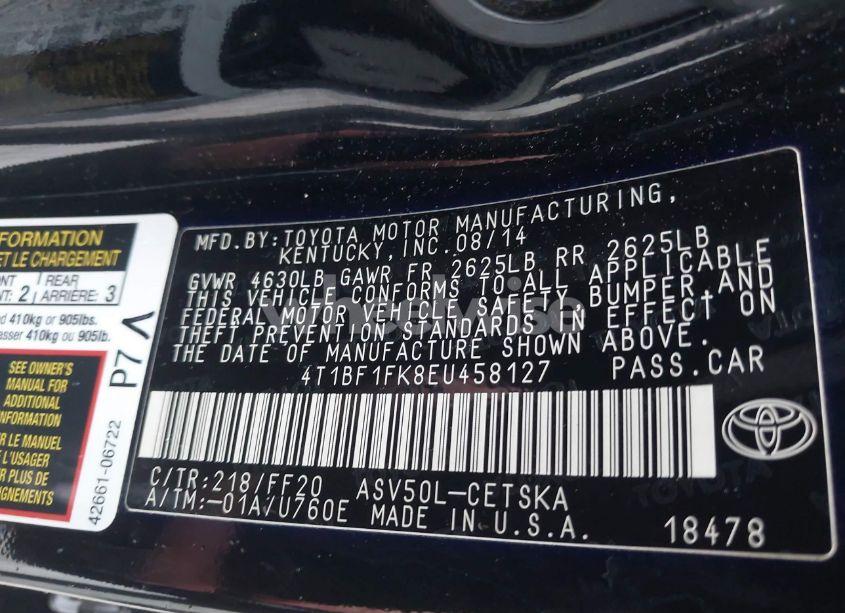 MFD.BY:TOYOTA MOTOR MANUFACTURING,
KENTUCKY,INC.08/14
GVWR 4630LB GAWR FR 2625LB RR 2625LB
THIS VEHICLE CONFORMS TO ALL APPLICABLE
FEDERAL MOTOR VEHICLE SAFETY,BUMPER,AND
THEFT PREVENTION STANDARDS IN EFFECT ON
THE DATE OF MANUFACTURE SHOWN ABOVE.
4T1BF1FK8EU458127 PASS.CAR
C/TR:218/FF20 ASV50L-CETSKA
A/TM:-01A/U760E MADE IN U.S.A.
18478
TOYOTA
FORMATION
ET LE CHARGEMENT
REAR
: 2 ARRIÈRE: 3
410kg or 905lbs.
410kg ou 905lb.
P7
SEE OWNER'S
MANUAL FOR
ADDITIONAL
INFORMATION
LE MANUEL
L'USAGER
PLUS DE
42661-06722